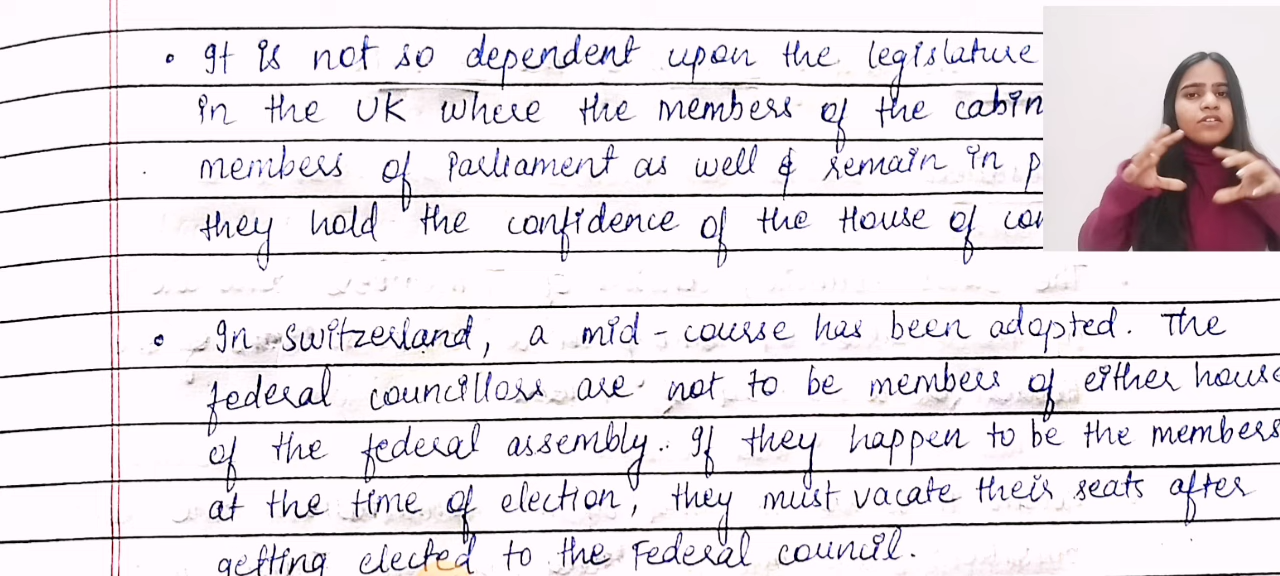 • It is not so dependent upon the legislature
in the UK where the members of the cabin
members of Parliament as well & remain in p
they hold the confidence of the House of com
• In Switzerland, a mid-course has been adopted. The
federal councillors are not to be members of either house
of the federal assembly. If they happen to be the members
at the time of election, they must vacate their seats after
getting elected to the Federal council.